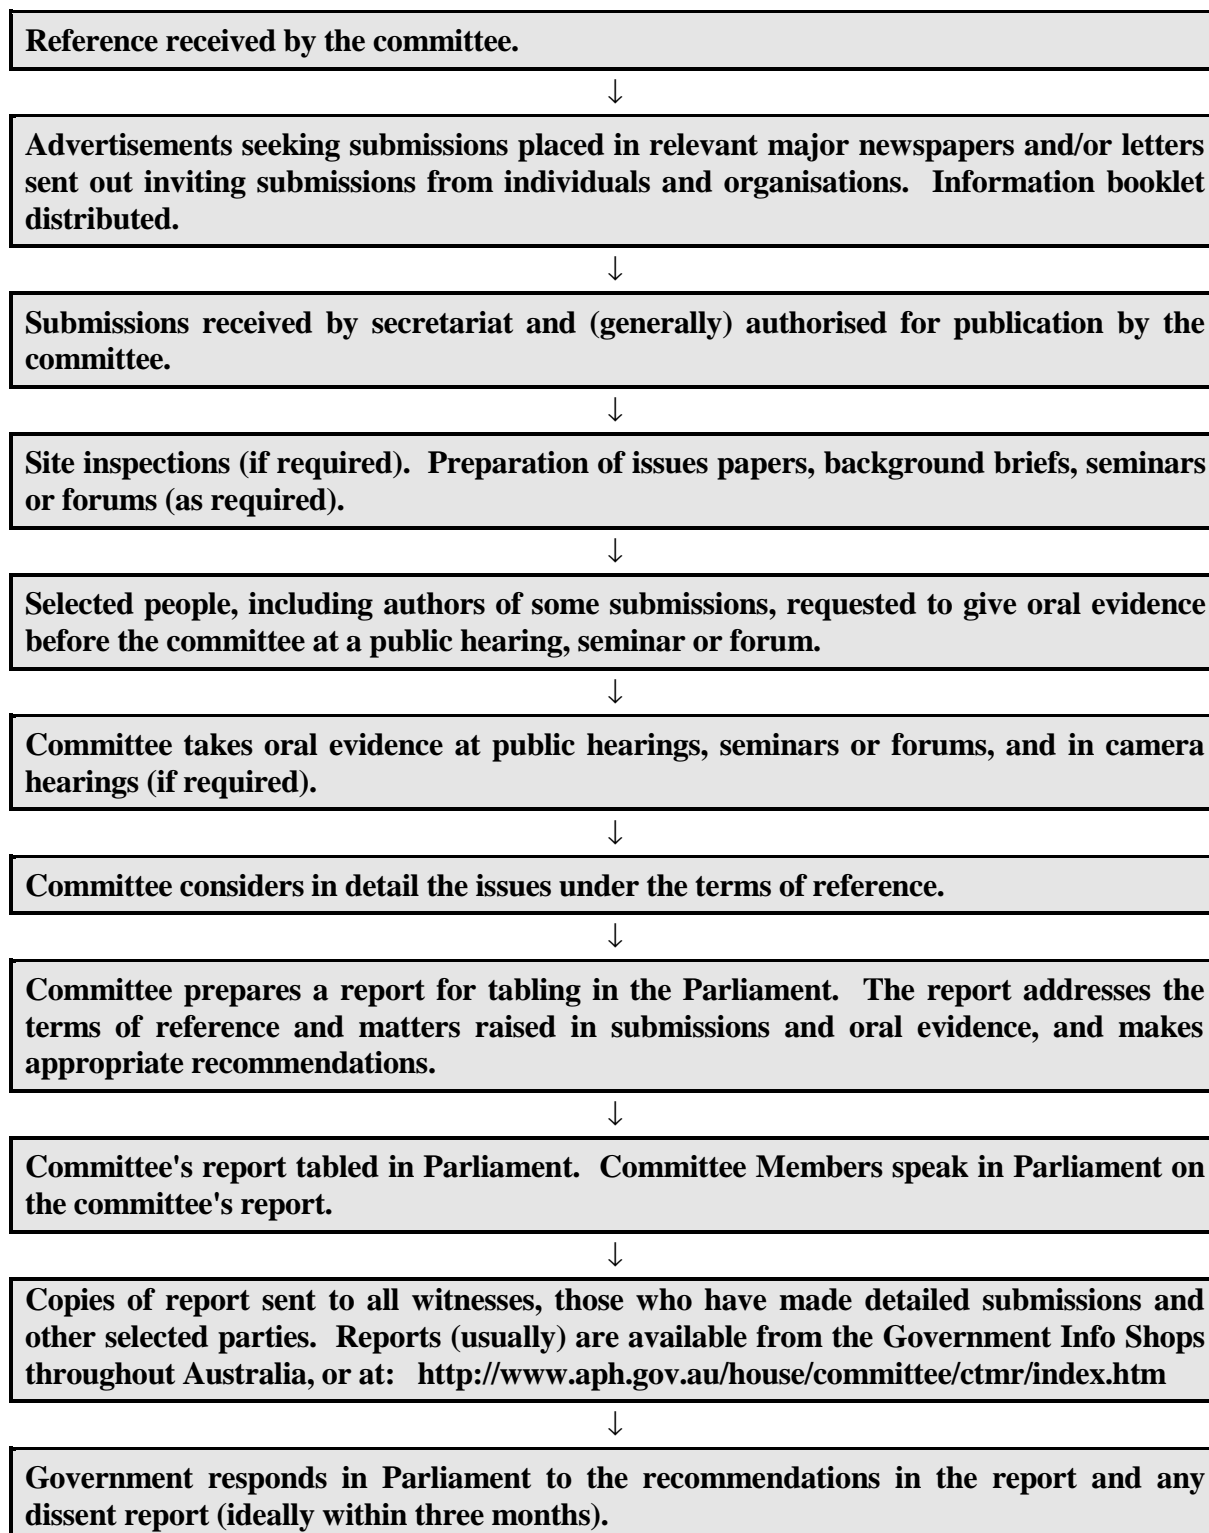 Reference received by the committee.
↓
Advertisements seeking submissions placed in relevant major newspapers and/or letters
sent out inviting submissions from individuals and organisations. Information booklet
distributed.
↓
Submissions received by secretariat and (generally) authorised for publication by the
committee.
↓
Site inspections (if required). Preparation of issues papers, background briefs, seminars
or forums (as required).
↓
Selected people, including authors of some submissions, requested to give oral evidence
before the committee at a public hearing, seminar or forum.
↓
Committee takes oral evidence at public hearings, seminars or forums, and in camera
hearings (if required).
↓
Committee considers in detail the issues under the terms of reference.
↓
Committee prepares a report for tabling in the Parliament. The report addresses the
terms of reference and matters raised in submissions and oral evidence, and makes
appropriate recommendations.
↓
Committee's report tabled in Parliament. Committee Members speak in Parliament on
the committee's report.
↓
Copies of report sent to all witnesses, those who have made detailed submissions and
other selected parties. Reports (usually) are available from the Government Info Shops
throughout Australia, or at: http://www.aph.gov.au/house/committee/ctmr/index.htm
↓
Government responds in Parliament to the recommendations in the report and any
dissent report (ideally within three months).